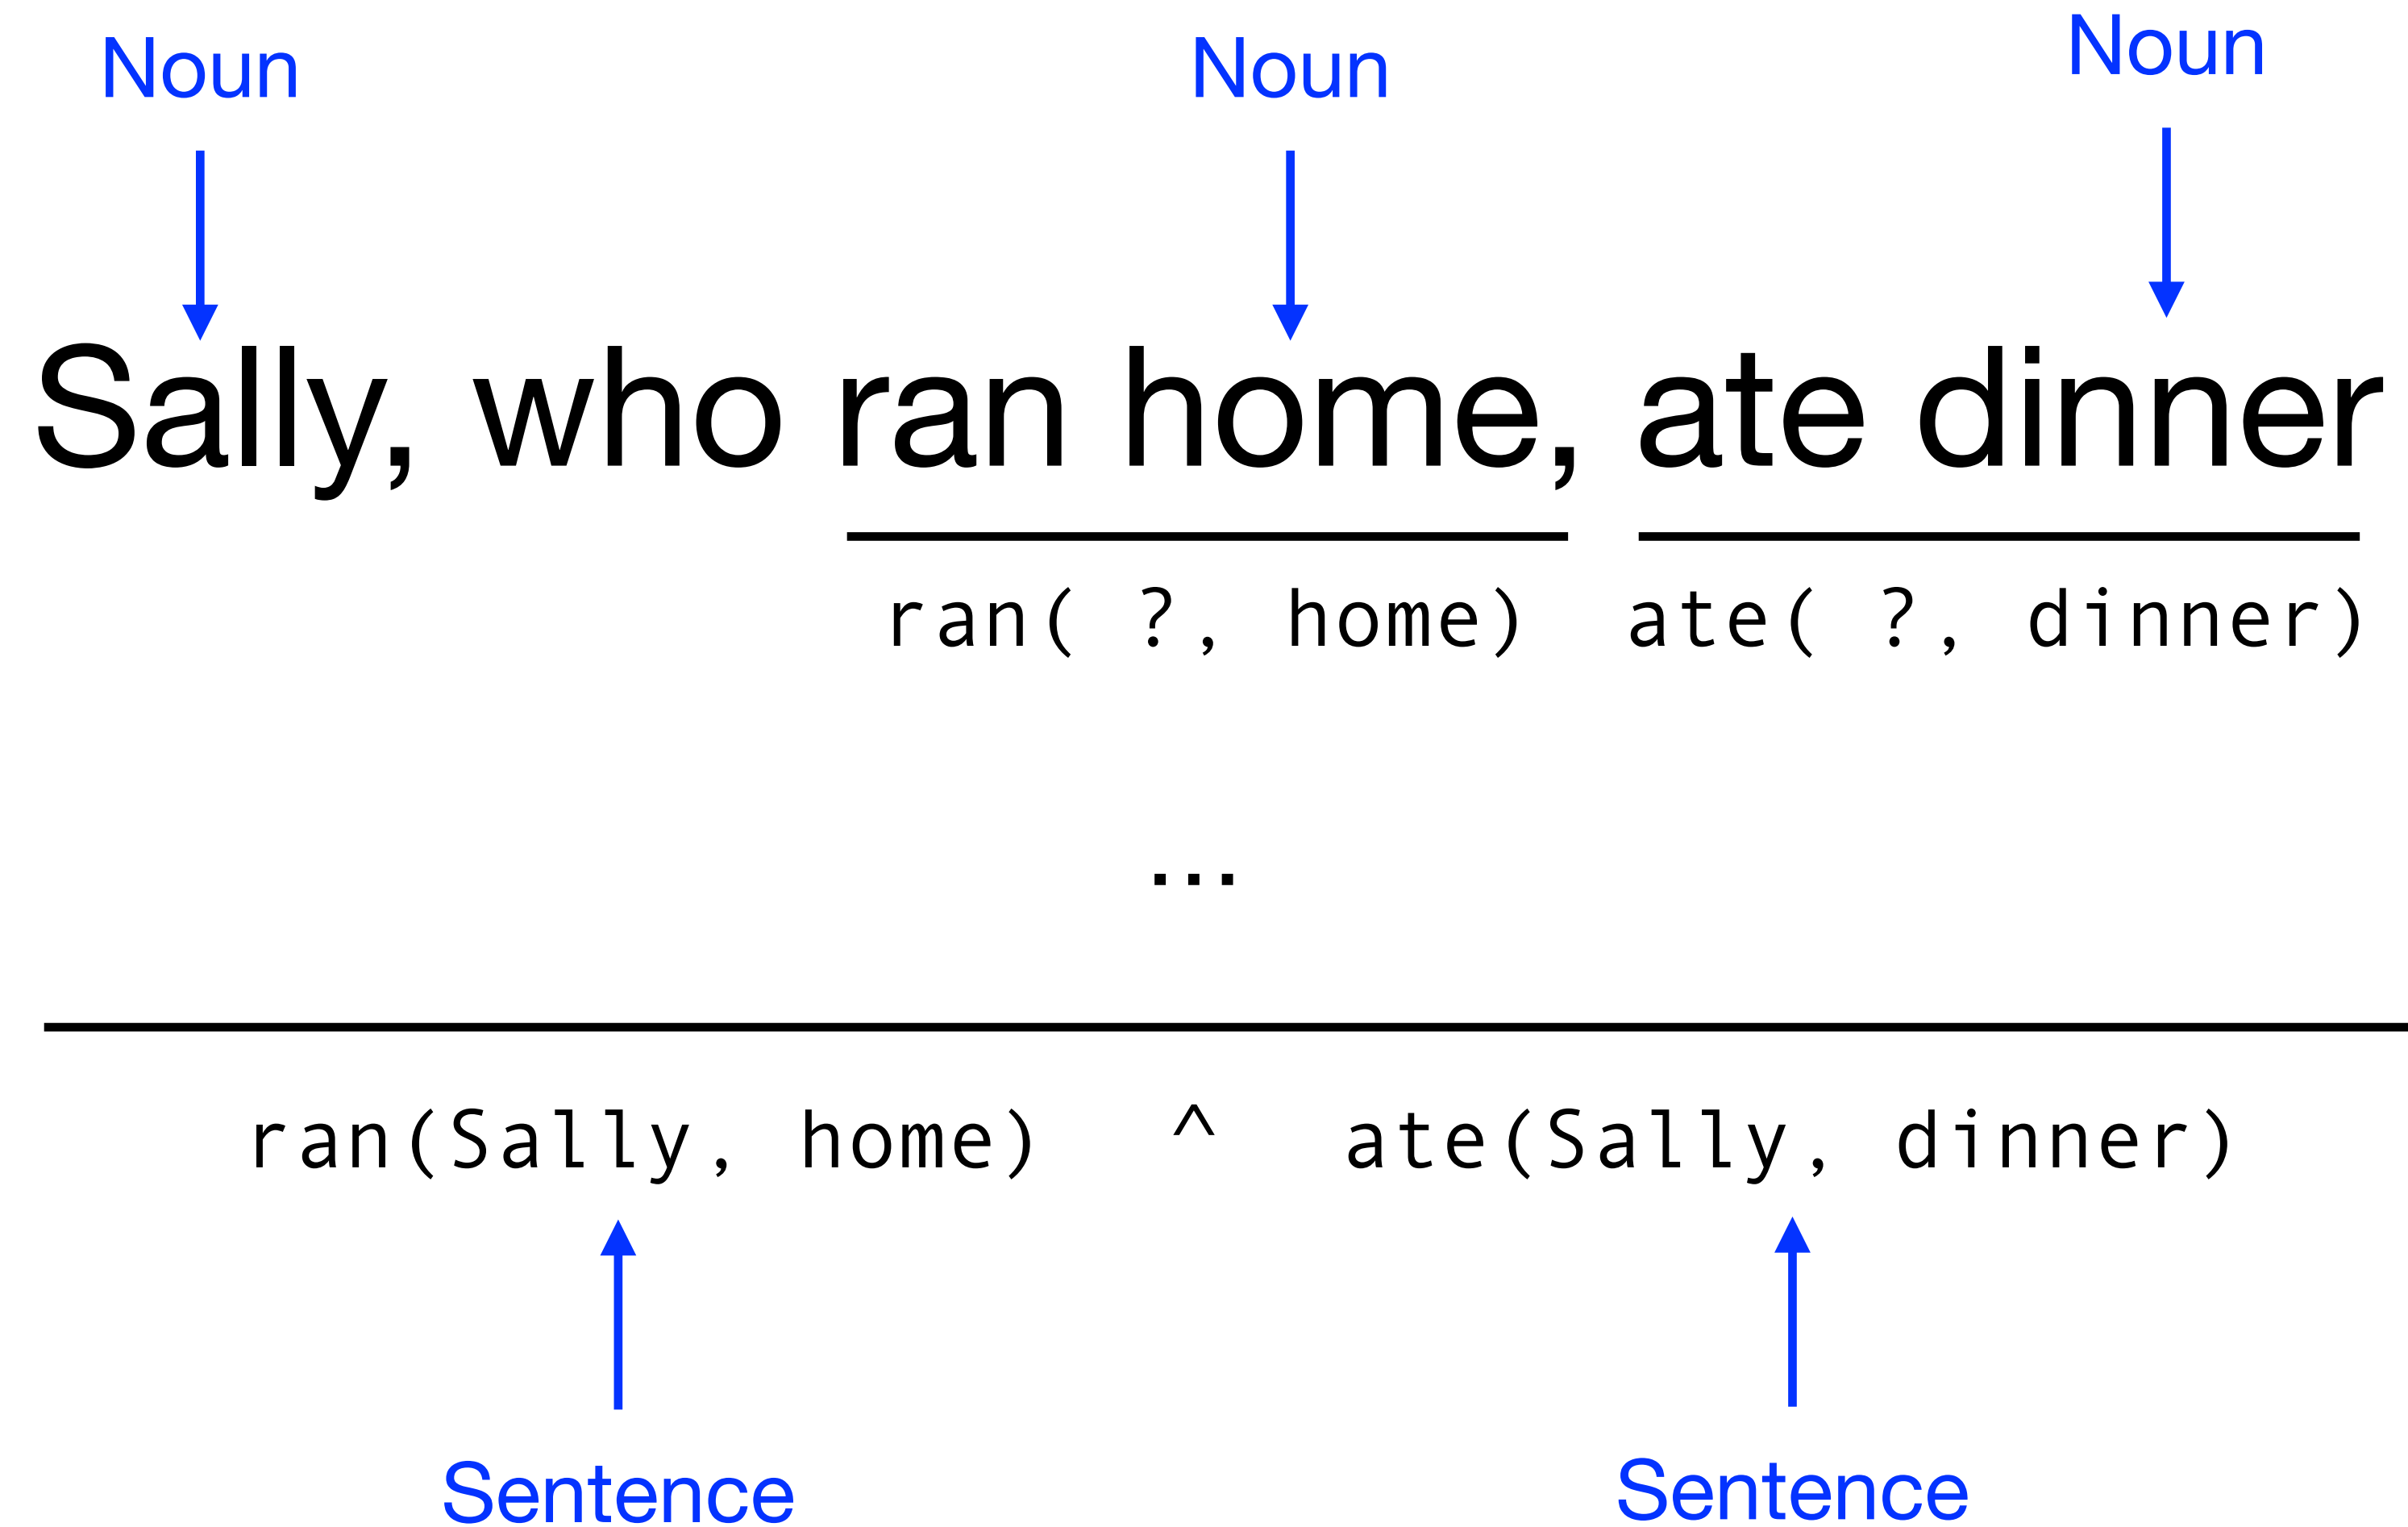 Noun Noun Noun
Sally, who ran home, ate dinner
ran( ?, home) ate( ?, dinner)
...
ran(Sally, home) ^ ate(Sally, dinner)
Sentence Sentence